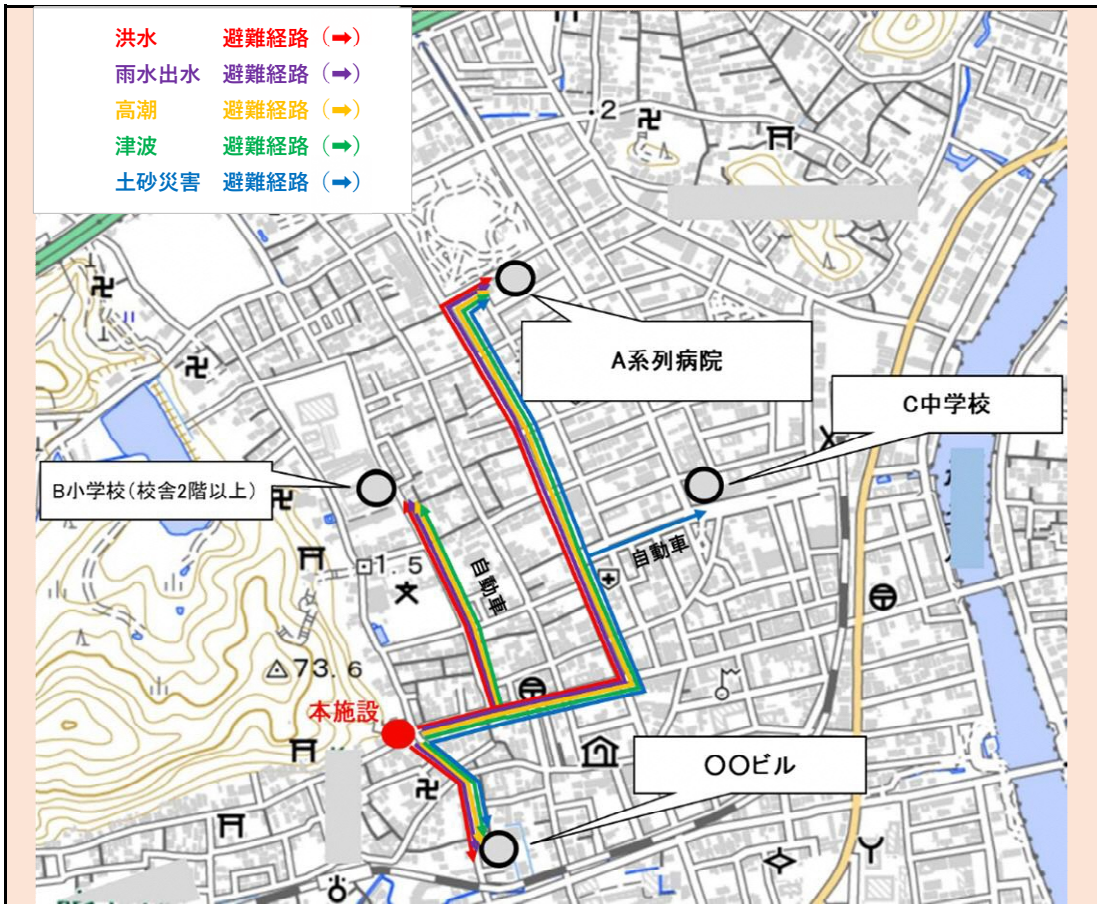 洪水 避難経路（➡）
雨水出水 避難経路（➡）
高潮 避難経路（➡）
津波 避難経路（➡）
土砂災害 避難経路（➡）
・2
A系列病院
C中学校
B小学校（校舎2階以上）
自動車
1.5
自動車
73.6
本施設
〇〇ビル